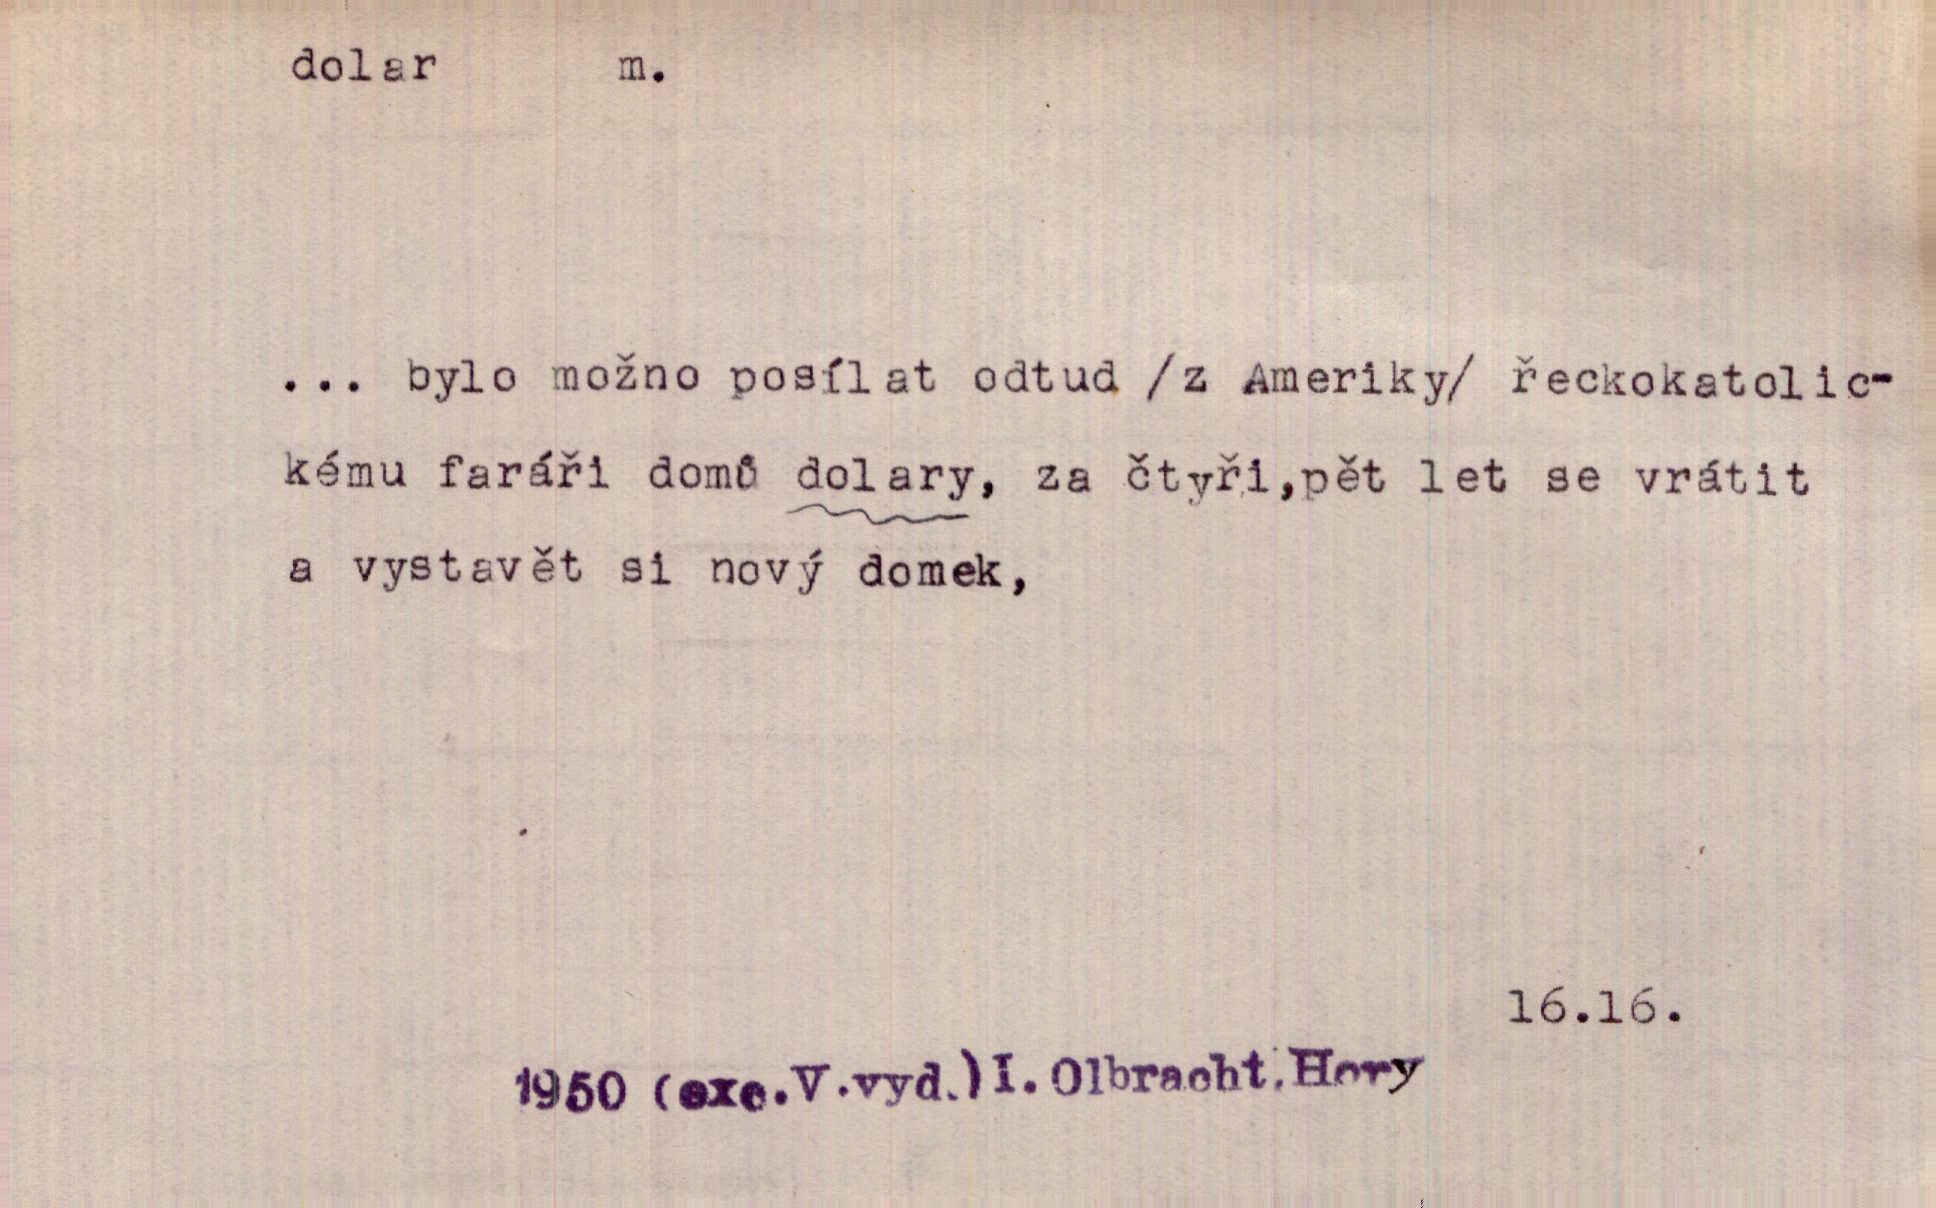 dolar m.
... bylo možno posílat odtud /z Ameriky/ řeckokatolic-
kému faráři domů dolary, za čtyři,pět let se vrátit
a vystavět si nový domek,
16.16.
1950 (exc.V.vyd.) I. Olbracht, Hory